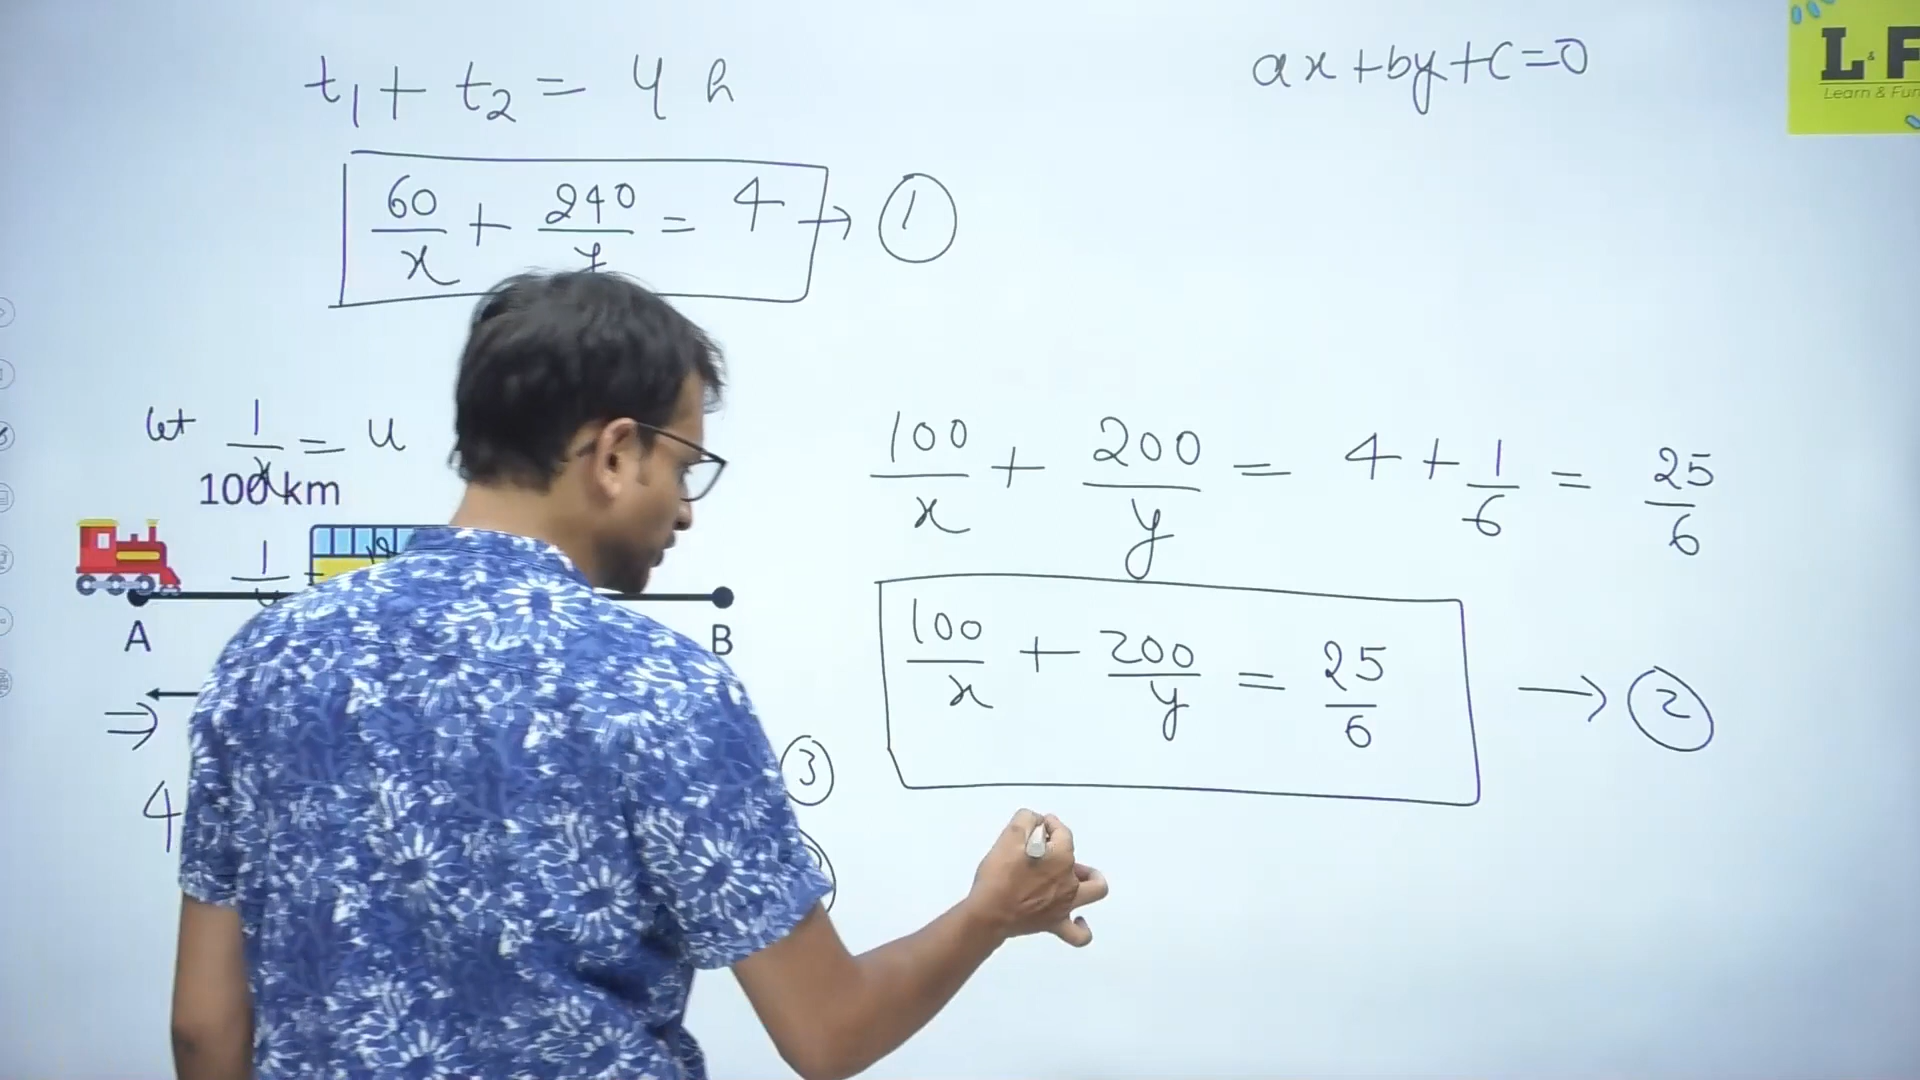 t₁ + t₂ = 4 h
ax + by + c = 0
L & F
Learn & Fun
60/x + 240/y = 4 → ①
let 1/x = u
100 km
100/x + 200/y = 4 + 1/6 = 25/6
A
B
100/x + 200/y = 25/6 → ②
⇒
③
4